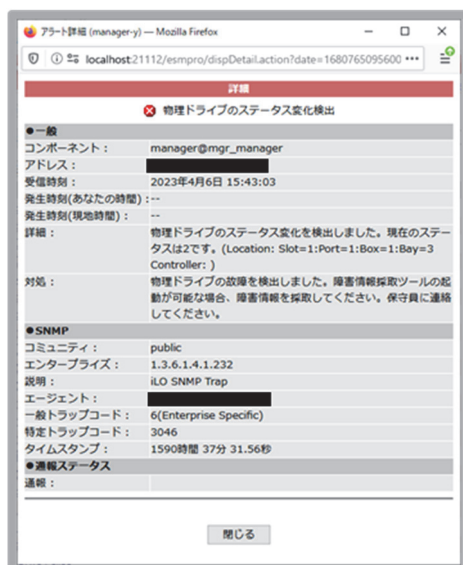 アラート詳細 (manager-y) — Mozilla Firefox
localhost:21112/esmpro/dispDetail.action?date=1680765095600 •••
詳細
物理ドライブのステータス変化検出
●一般
コンポーネント： manager@mgr_manager
アドレス：
受信時刻： 2023年4月6日 15:43:03
発生時刻(あなたの時間)：--
発生時刻(現地時間)： --
詳細： 物理ドライブのステータス変化を検出しました。現在のステー
タスは2です。(Location: Slot=1:Port=1:Box=1:Bay=3
Controller: )
対処： 物理ドライブの故障を検出しました。障害情報採取ツールの起
動が可能な場合、障害情報を採取してください。保守員に連絡
してください。
●SNMP
コミュニティ： public
エンタープライズ： 1.3.6.1.4.1.232
説明： iLO SNMP Trap
エージェント：
一般トラップコード： 6(Enterprise Specific)
特定トラップコード： 3046
タイムスタンプ： 1590時間 37分 31.56秒
●通報ステータス
通報：
閉じる